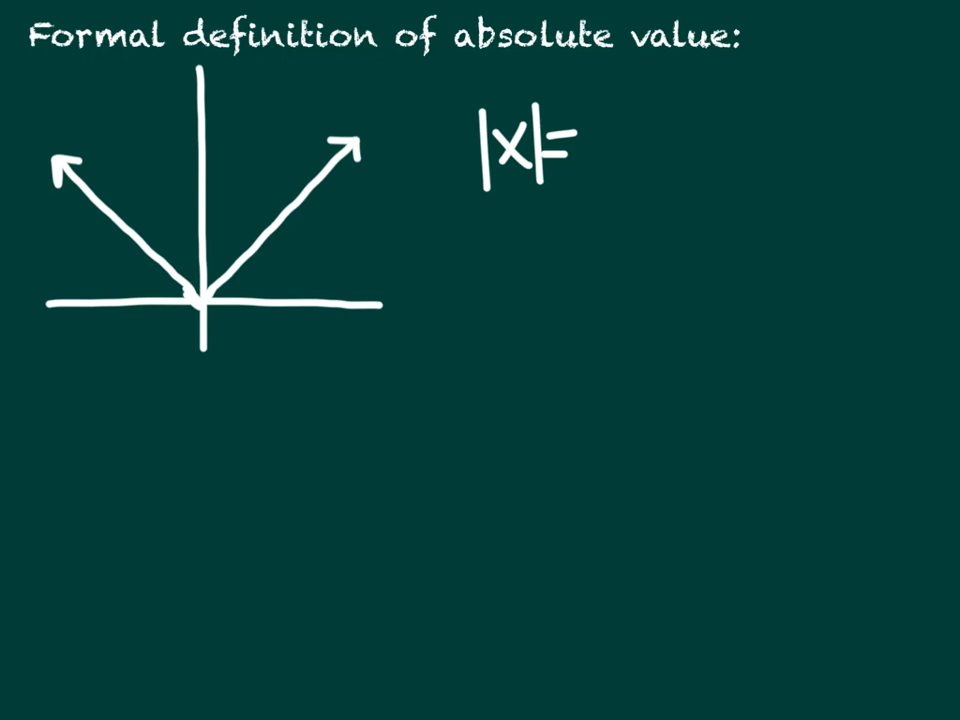 Formal definition of absolute value:
|x|=